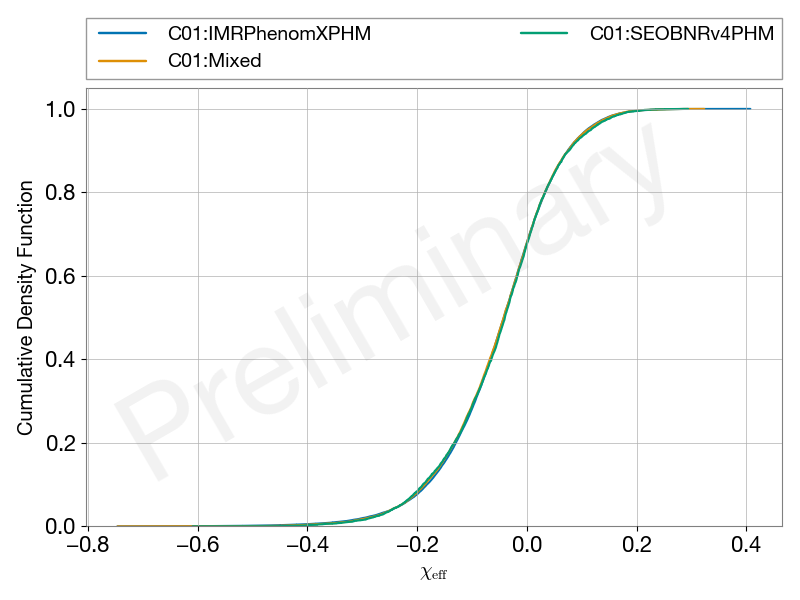 C01:IMRPhenomXPHM
C01:Mixed
C01:SEOBNRv4PHM
Cumulative Density Function
1.0
0.8
0.6
0.4
0.2
0.0
−0.8 −0.6 −0.4 −0.2 0.0 0.2 0.4
χeff
Preliminary